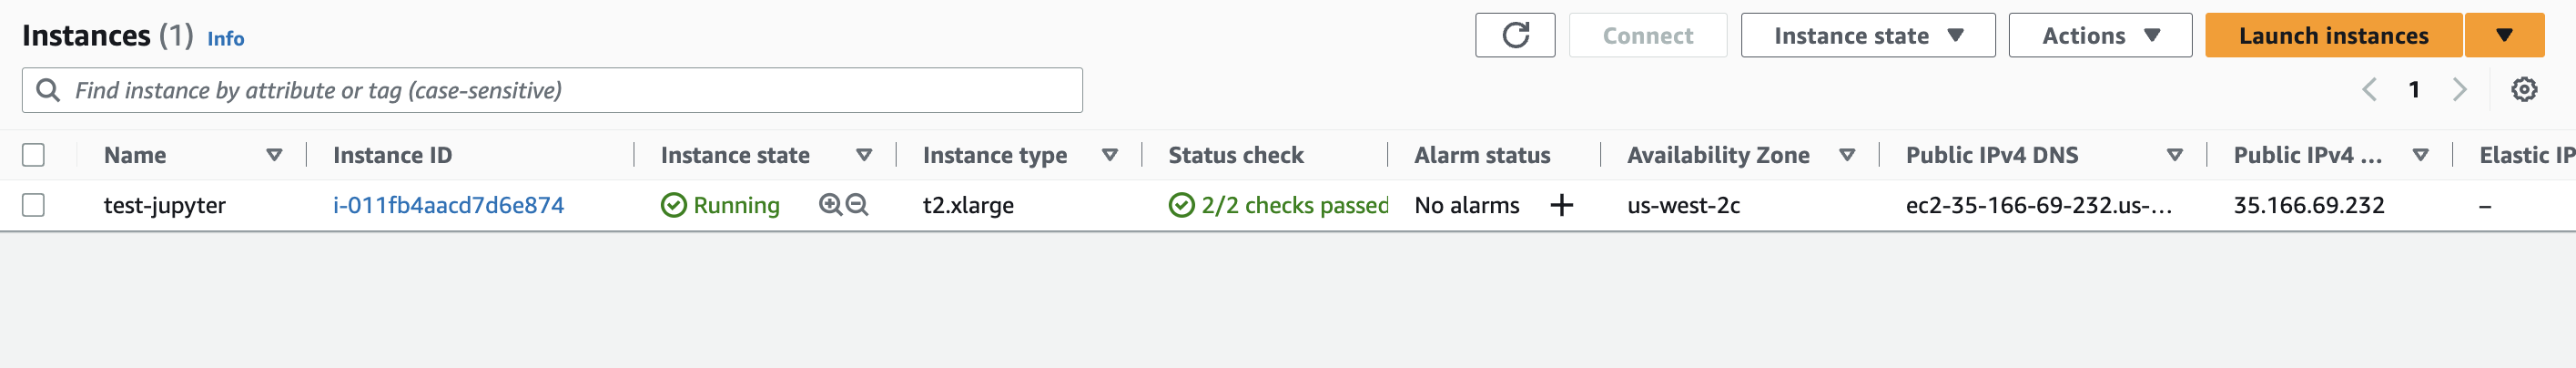 Instances (1) Info Connect Instance state Actions Launch instances
Find instance by attribute or tag (case-sensitive) 1
Name Instance ID Instance state Instance type Status check Alarm status Availability Zone Public IPv4 DNS Public IPv4 ... Elastic IP
test-jupyter i-011fb4aacd7d6e874 Running t2.xlarge 2/2 checks passed No alarms + us-west-2c ec2-35-166-69-232.us-... 35.166.69.232 –